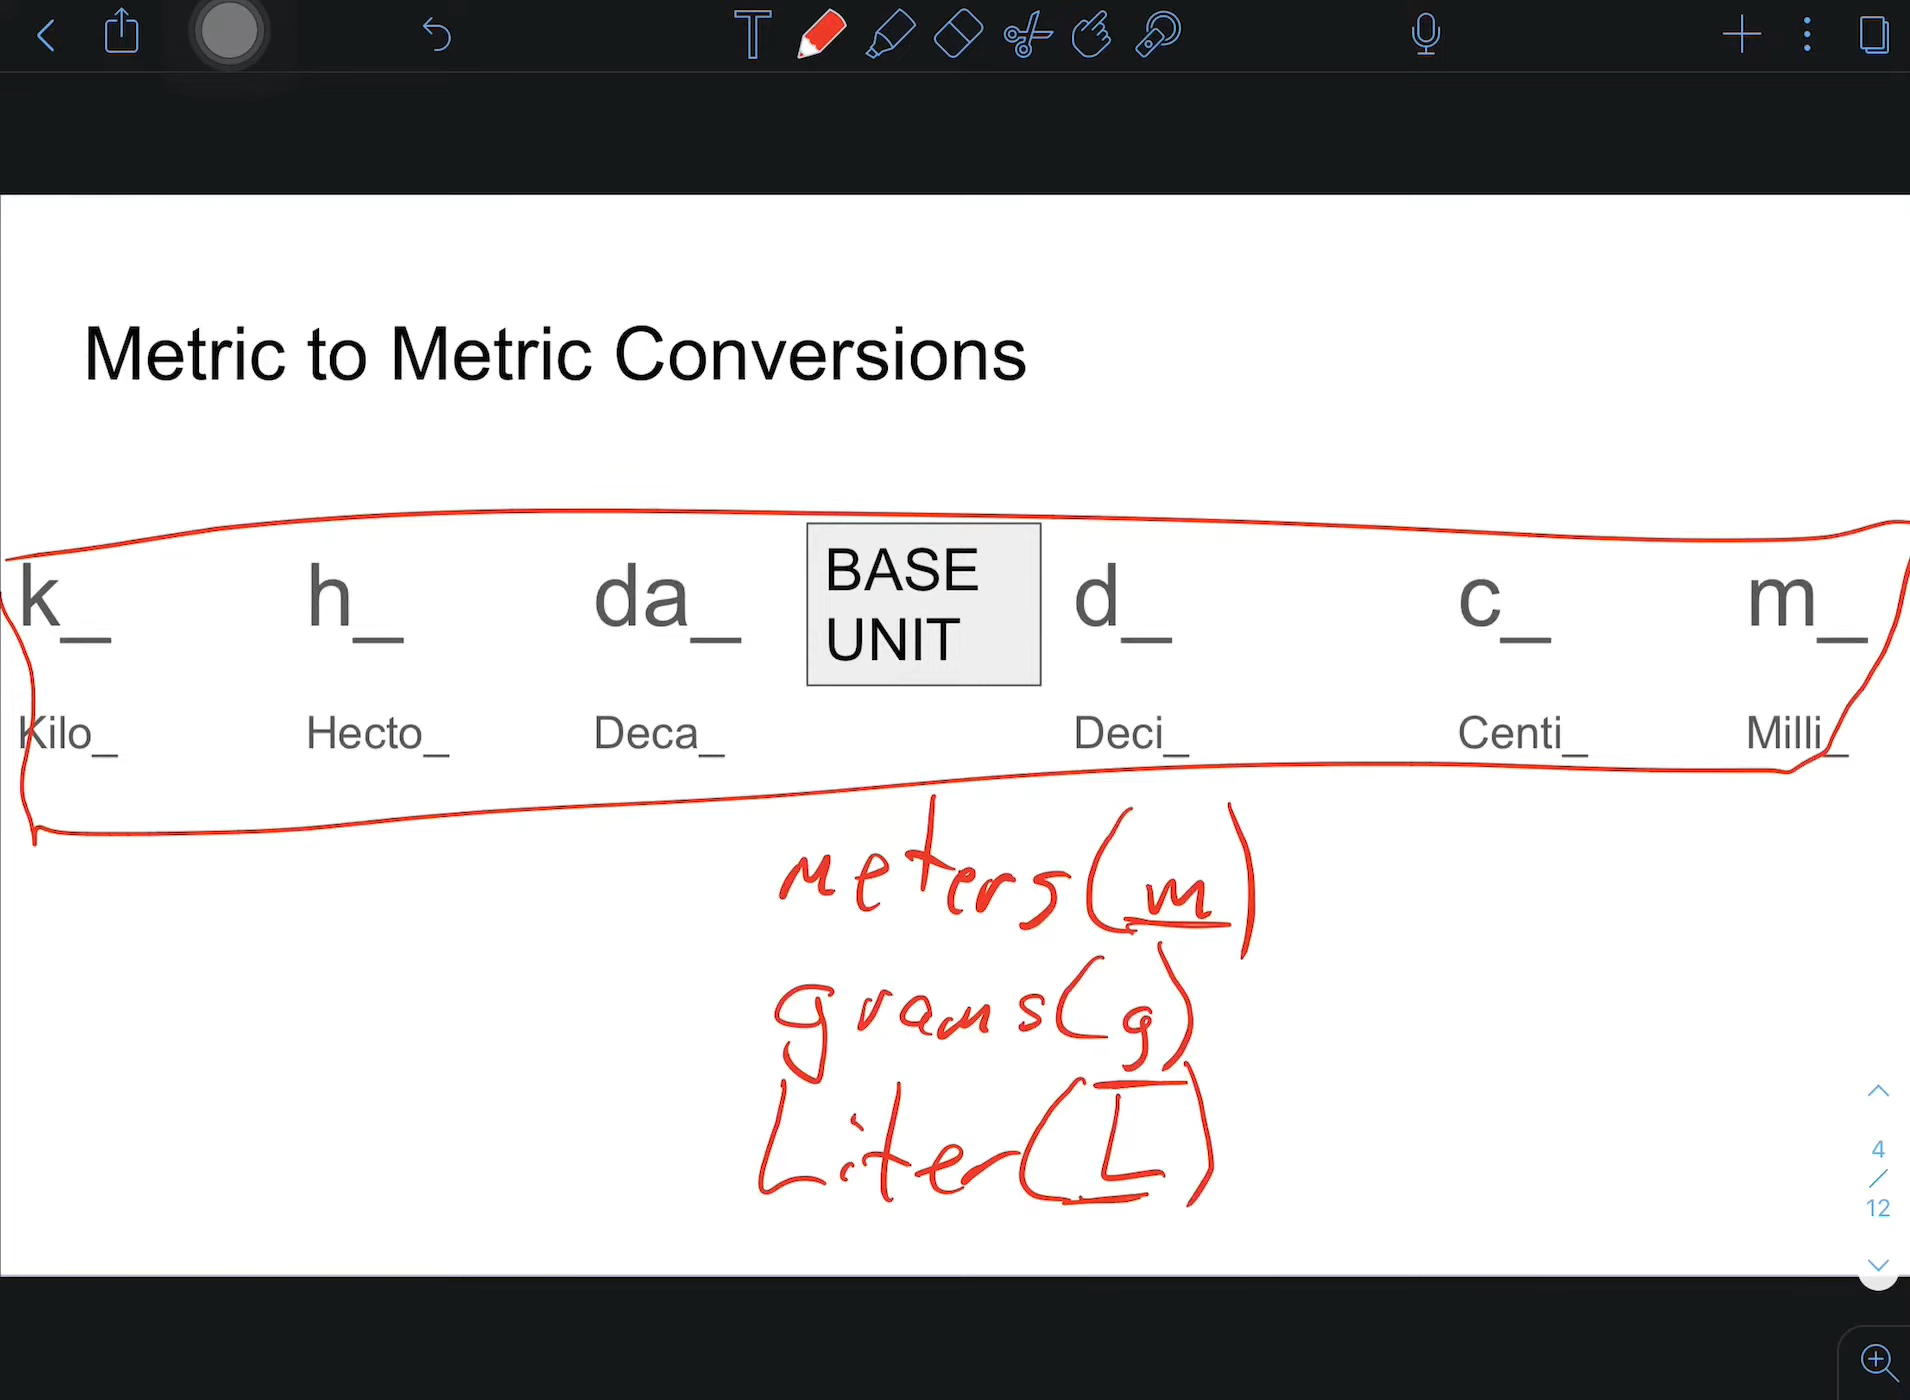 Metric to Metric Conversions
k_ h_ da_ BASE UNIT d_ c_ m_
Kilo_ Hecto_ Deca_ Deci_ Centi_ Milli_
meters (m)
grams (g)
Liter (L)
4
/
12